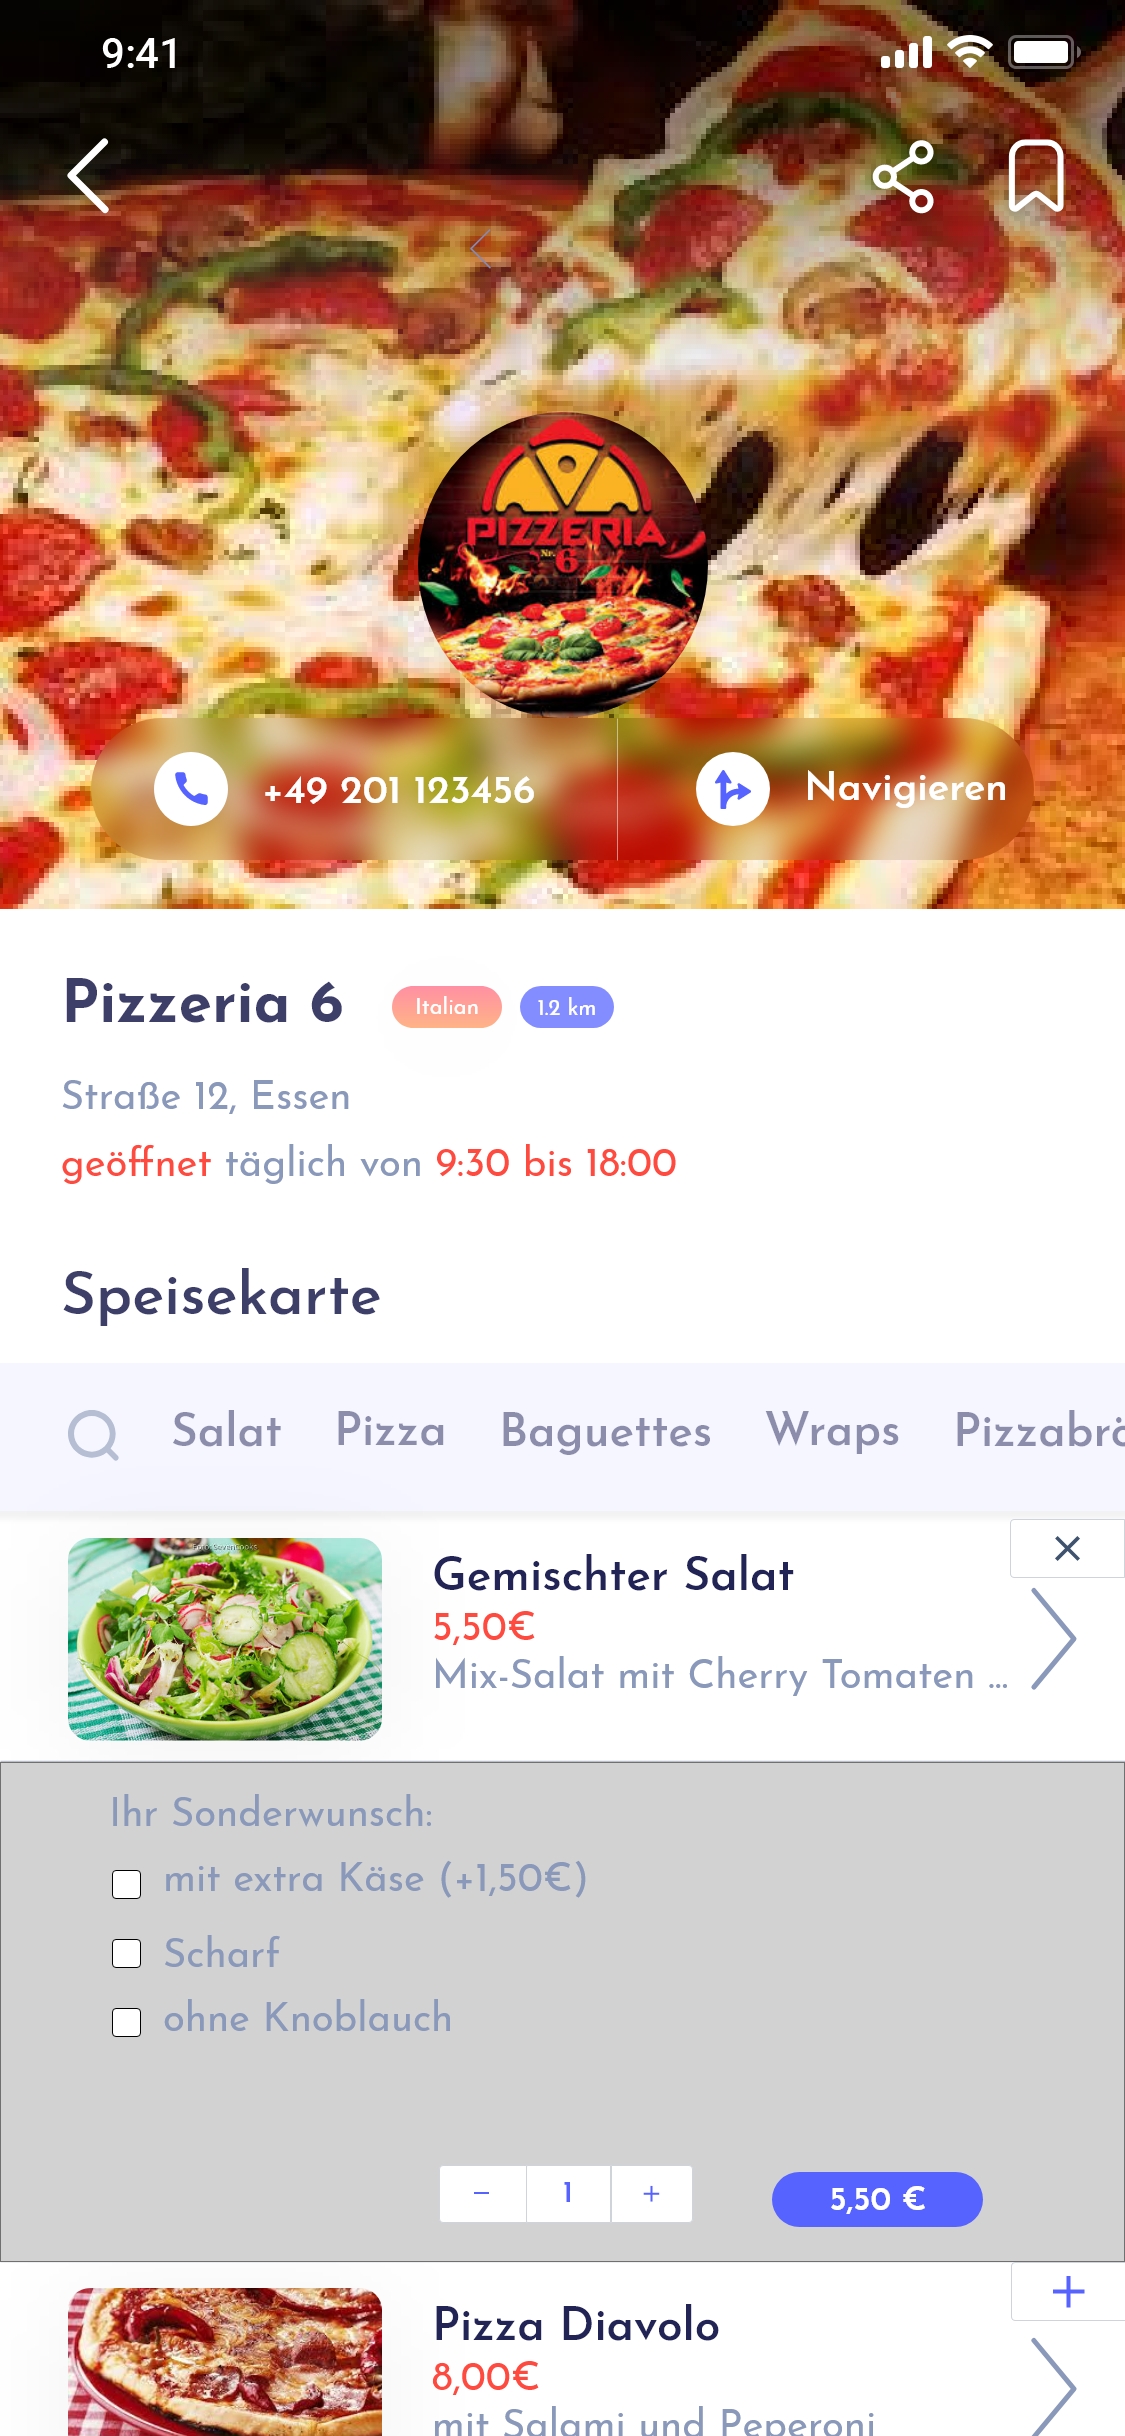 9:41
PIZZERIA
Nr.
6
+49 201 123456
Navigieren
Pizzeria 6
Italian
1.2 km
Straße 12, Essen
geöffnet täglich von 9:30 bis 18:00
Speisekarte
Salat Pizza Baguettes Wraps Pizzabrö
Foto: SevenCooks
Gemischter Salat
5,50€
Mix-Salat mit Cherry Tomaten ...
Ihr Sonderwunsch:
mit extra Käse (+1,50€)
Scharf
ohne Knoblauch
− 1 +
5,50 €
Pizza Diavolo
8,00€
mit Salami und Peperoni